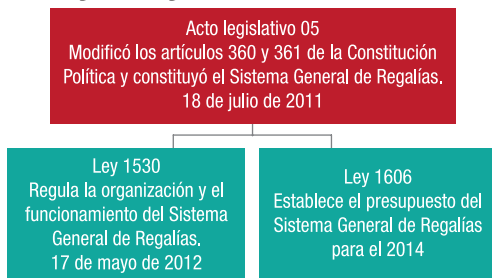 Acto legislativo 05
Modificó los artículos 360 y 361 de la Constitución
Política y constituyó el Sistema General de Regalías.
18 de julio de 2011
Ley 1530
Regula la organización y el
funcionamiento del Sistema
General de Regalías.
17 de mayo de 2012
Ley 1606
Establece el presupuesto del
Sistema General de Regalías
para el 2014